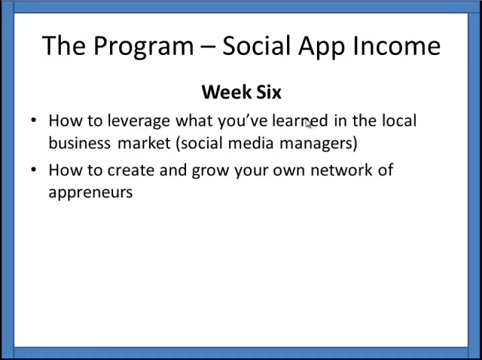 The Program – Social App Income
Week Six
• How to leverage what you've learned in the local
business market (social media managers)
• How to create and grow your own network of
appreneurs